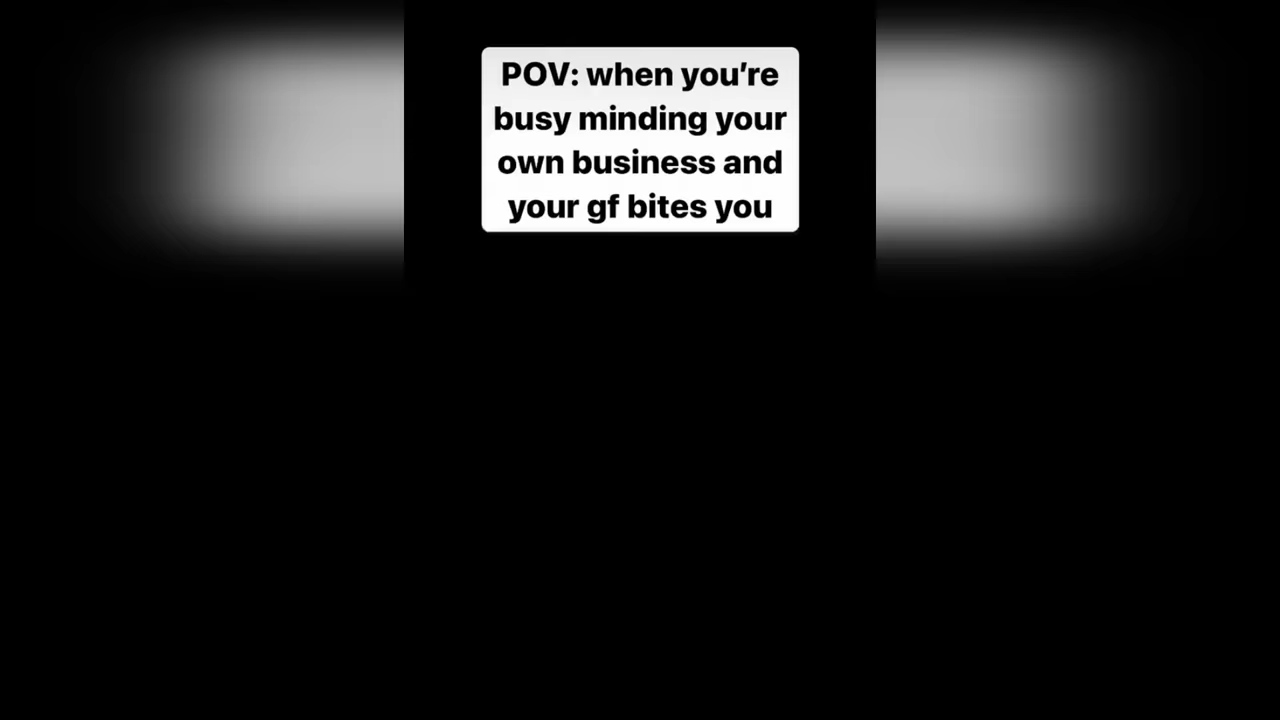 POV: when you’re
busy minding your
own business and
your gf bites you